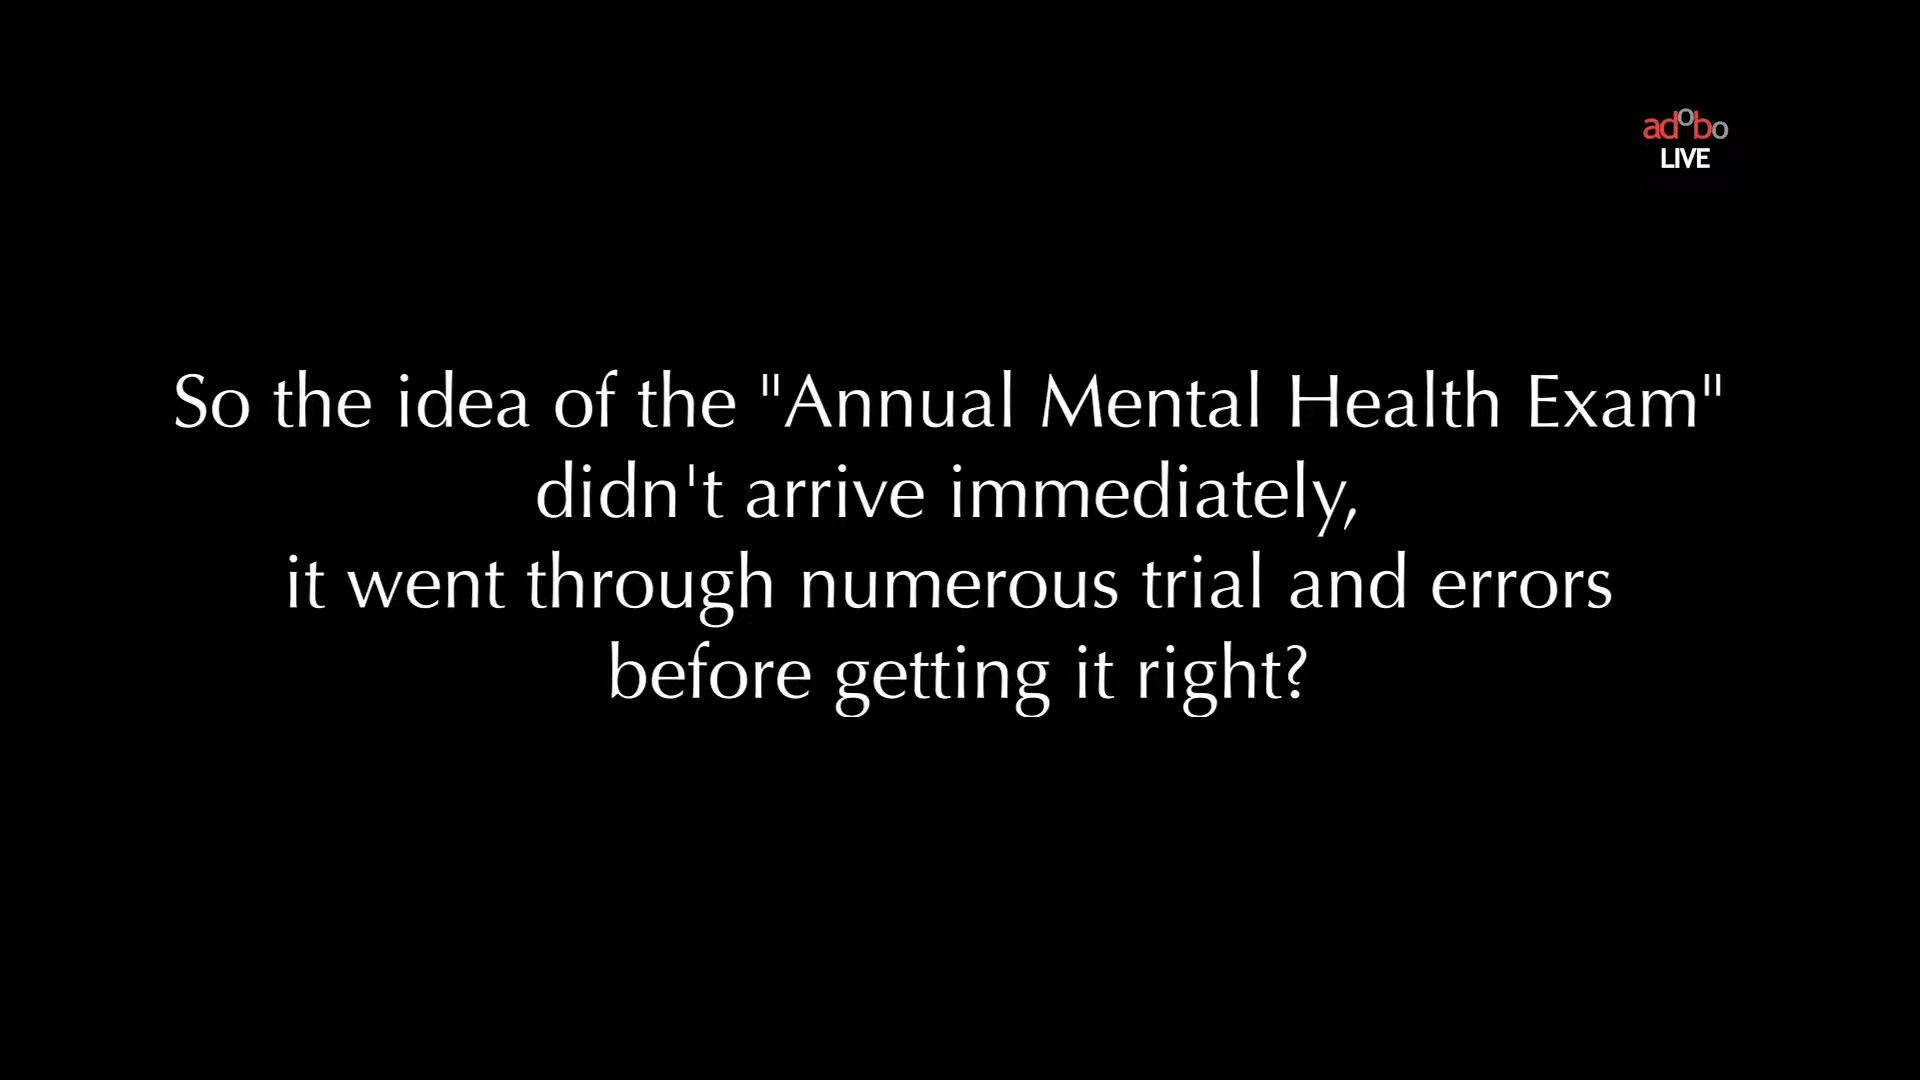 adobo
LIVE
So the idea of the "Annual Mental Health Exam"
didn't arrive immediately,
it went through numerous trial and errors
before getting it right?